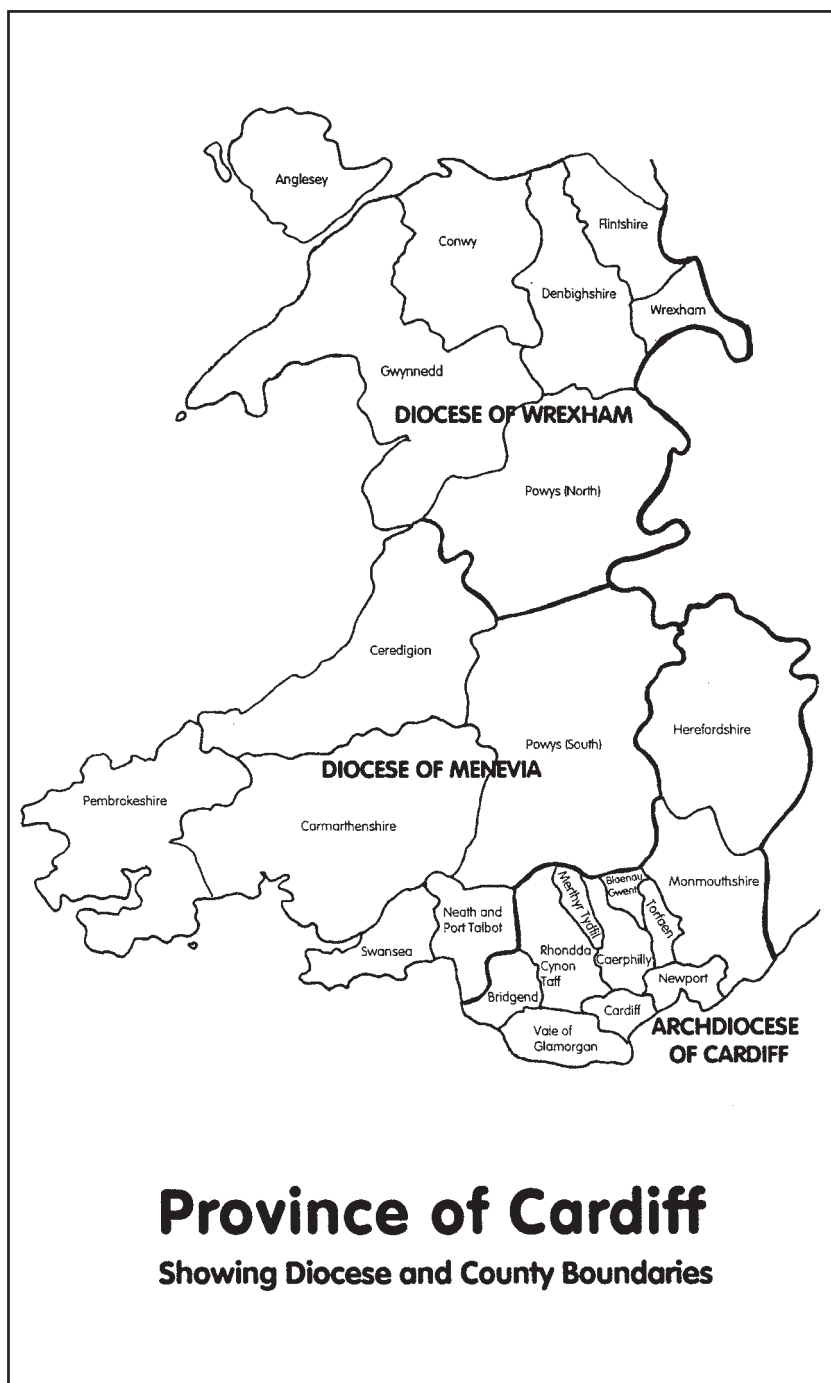 Anglesey
Conwy
Flintshire
Denbighshire
Wrexham
Gwynnedd
DIOCESE OF WREXHAM
Powys (North)
Ceredigion
Powys (South)
Herefordshire
DIOCESE OF MENEVIA
Pembrokeshire
Carmarthenshire
Monmouthshire
Merthyr Tydfil
Blaenau
Gwent
Torfaen
Neath and
Port Talbot
Swansea
Rhondda
Cynon
Taff
Caerphilly
Newport
Bridgend
Cardiff
Vale of
Glamorgan
ARCHDIOCESE
OF CARDIFF
Province of Cardiff
Showing Diocese and County Boundaries